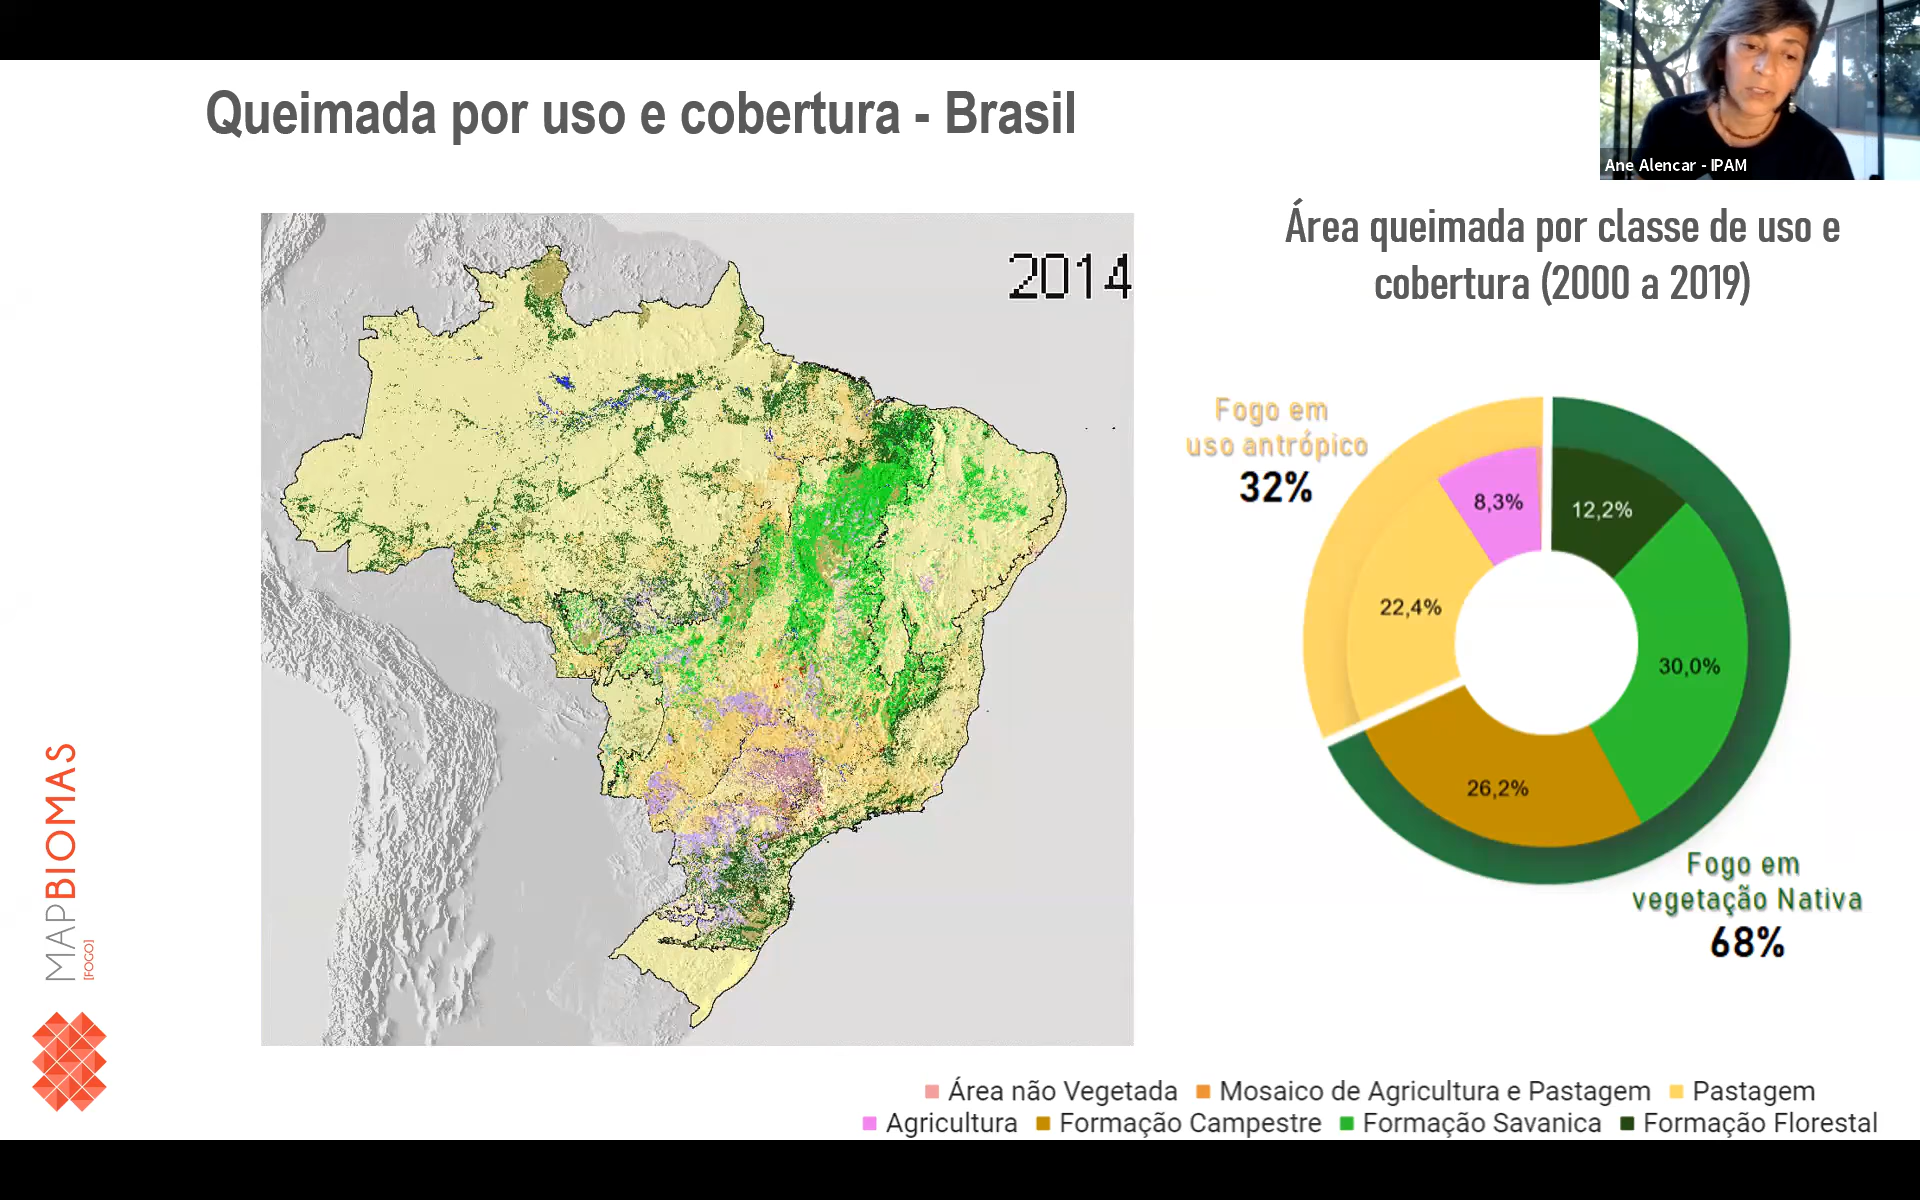 Queimada por uso e cobertura - Brasil
Ane Alencar - IPAM
2014
Área queimada por classe de uso e
cobertura (2000 a 2019)
Fogo em
uso antrópico
32%
8,3%
12,2%
22,4%
30,0%
26,2%
Fogo em
vegetação Nativa
68%
MAPBIOMAS
[FOGO]
Área não Vegetada Mosaico de Agricultura e Pastagem Pastagem
Agricultura Formação Campestre Formação Savanica Formação Florestal